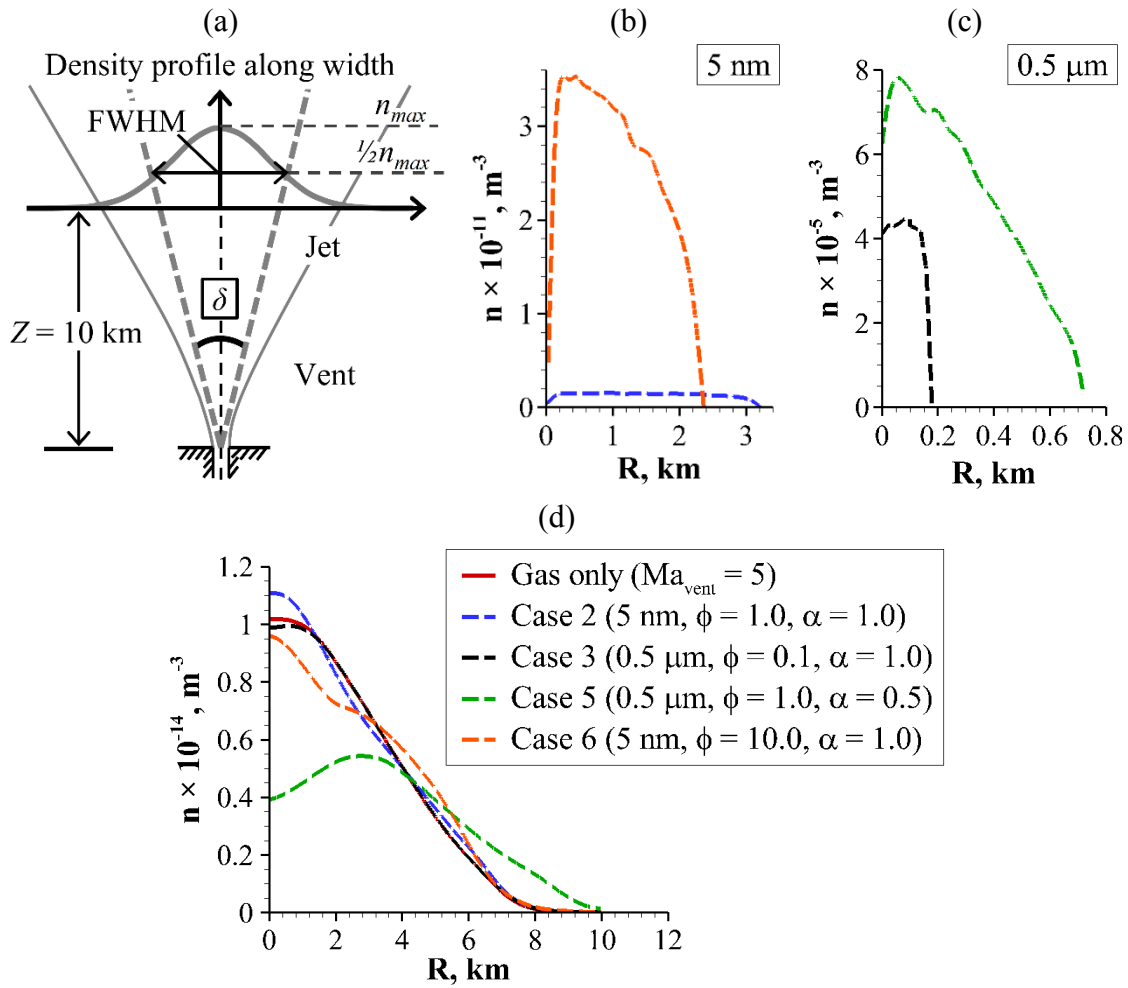 (a)
Density profile along width
FWHM
n_max
½n_max
Jet
δ
Z = 10 km
Vent
(b)
5 nm
n × 10⁻¹¹, m⁻³
3
2
1
0
0 1 2 3
R, km
(c)
0.5 μm
n × 10⁻⁵, m⁻³
8
6
4
2
0
0 0.2 0.4 0.6 0.8
R, km
(d)
n × 10⁻¹⁴, m⁻³
1.2
1
0.8
0.6
0.4
0.2
0
0 2 4 6 8 10 12
R, km
Gas only (Ma_vent = 5)
Case 2 (5 nm, ϕ = 1.0, α = 1.0)
Case 3 (0.5 μm, ϕ = 0.1, α = 1.0)
Case 5 (0.5 μm, ϕ = 1.0, α = 0.5)
Case 6 (5 nm, ϕ = 10.0, α = 1.0)